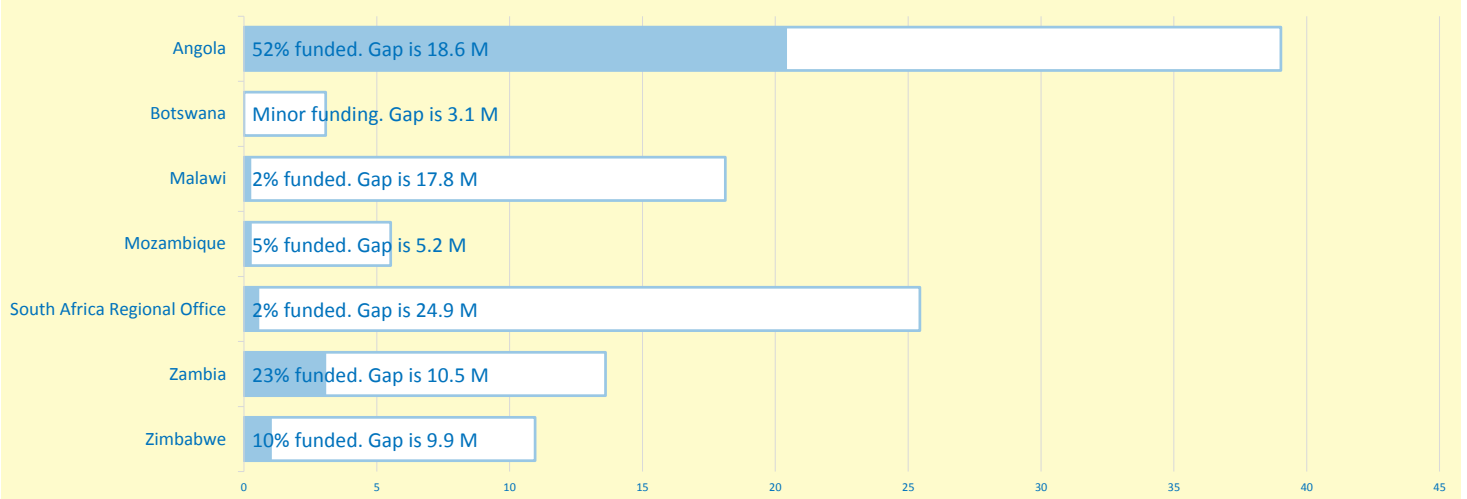 Angola 52% funded. Gap is 18.6 M
Botswana Minor funding. Gap is 3.1 M
Malawi 2% funded. Gap is 17.8 M
Mozambique 5% funded. Gap is 5.2 M
South Africa Regional Office 2% funded. Gap is 24.9 M
Zambia 23% funded. Gap is 10.5 M
Zimbabwe 10% funded. Gap is 9.9 M
0 5 10 15 20 25 30 35 40 45